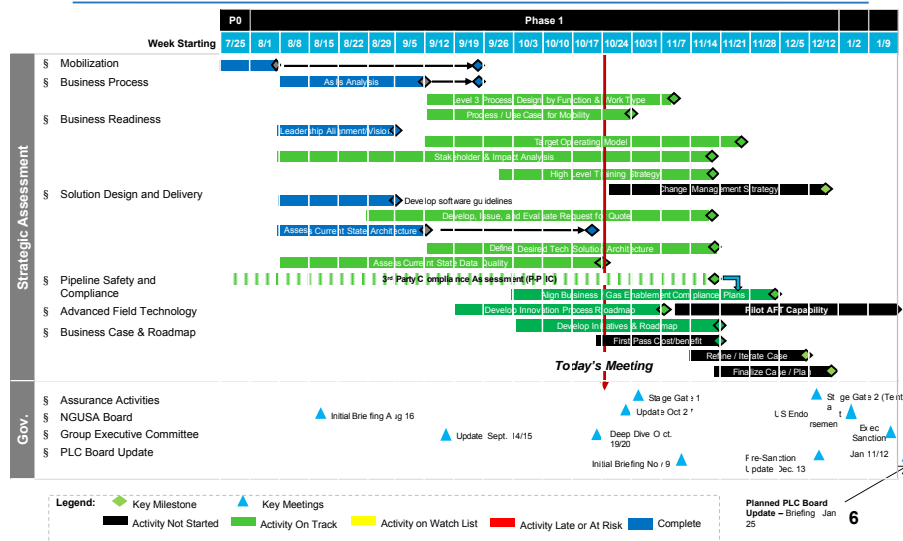 P0 Phase 1
Week Starting 7/25 8/1 8/8 8/15 8/22 8/29 9/5 9/12 9/19 9/26 10/3 10/10 10/17 10/24 10/31 11/7 11/14 11/21 11/28 12/5 12/12 1/2 1/9
Strategic Assessment
§ Mobilization
§ Business Process
As Is Analysis
Level 3 Process Design by Function & Work Type
Process / Use Case for Mobility
§ Business Readiness
Leadership Alignment/Vision
Target Operating Model
Stakeholder & Impact Analysis
High Level Training Strategy
Change Management Strategy
§ Solution Design and Delivery
Develop software guidelines
Develop, Issue, and Evaluate Request for Quote
Assess Current State Architecture
Define Desired Tech Solution Architecture
Assess Current State Data Quality
§ Pipeline Safety and
Compliance
3rd Party Compliance Assessment (P-PIC)
Align Business Gas Enablement Compliance Plans
§ Advanced Field Technology
Develop Innovation Process Roadmap
Pilot AFT Capability
§ Business Case & Roadmap
Develop Initiatives & Roadmap
First Pass Cost/benefit
Refine / Iterate Case
Finalize Case / Pla
Today's Meeting
Gov.
§ Assurance Activities
Stage Gate 1
Stage Gate 2 (Tent
a
§ NGUSA Board
Initial Briefing Aug 16
Update Oct 2
US Endo
rsemen
t
§ Group Executive Committee
Update Sept. 14/15
Deep Dive Oct.
19/20
Exec
Sanction
Jan 11/12
§ PLC Board Update
Initial Briefing Nov 9
Pre-Sanction
Update Dec. 13
Planned PLC Board
Update – Briefing Jan
25
6
Legend:
Key Milestone
Key Meetings
Activity Not Started
Activity On Track
Activity on Watch List
Activity Late or At Risk
Complete